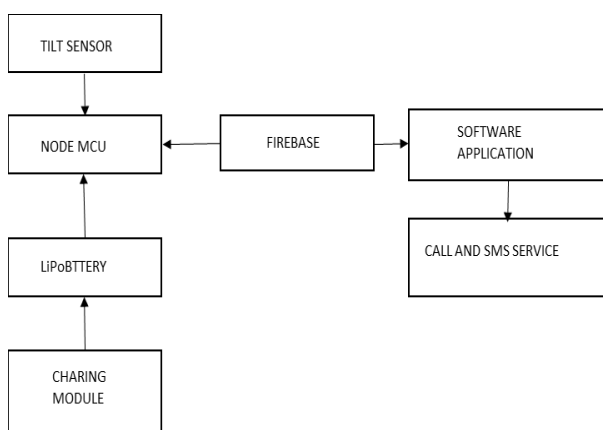 TILT SENSOR
NODE MCU
FIREBASE
SOFTWARE
APPLICATION
LiPoBTTERY
CALL AND SMS SERVICE
CHARING
MODULE